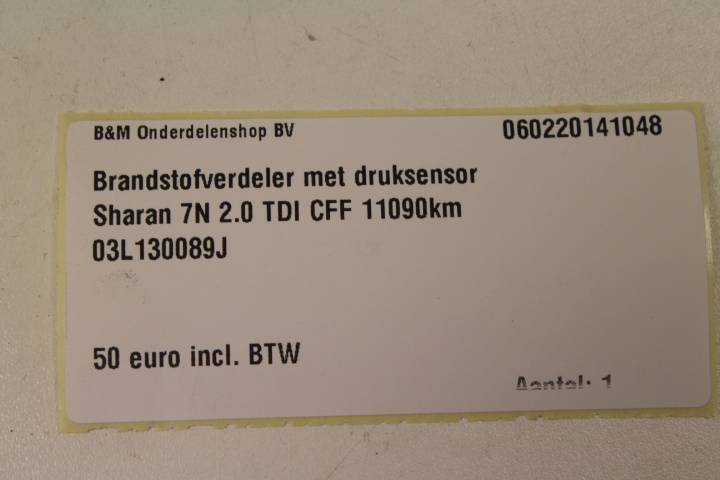 B&M Onderdelenshop BV 060220141048
Brandstofverdeler met druksensor
Sharan 7N 2.0 TDI CFF 11090km
03L130089J
50 euro incl. BTW
Aantal: 1